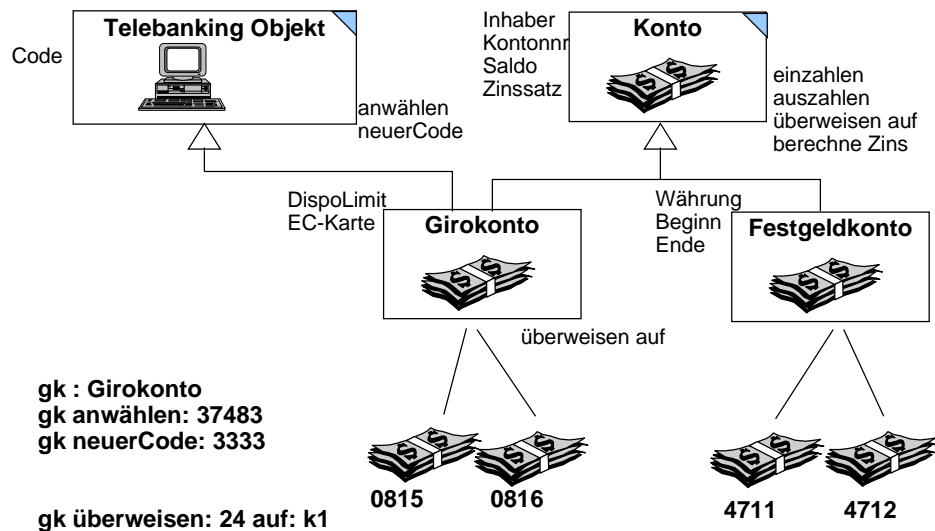 Telebanking Objekt
Code
anwählen
neuerCode
Inhaber
Kontonnr
Saldo
Zinssatz
Konto
einzahlen
auszahlen
überweisen auf
berechne Zins
DispoLimit
EC-Karte
Girokonto
überweisen auf
Währung
Beginn
Ende
Festgeldkonto
gk : Girokonto
gk anwählen: 37483
gk neuerCode: 3333
gk überweisen: 24 auf: k1
0815
0816
4711
4712